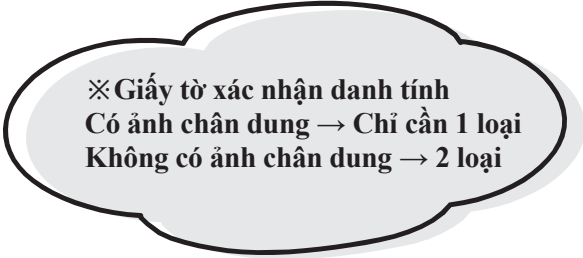 ※Giấy tờ xác nhận danh tính
Có ảnh chân dung → Chỉ cần 1 loại
Không có ảnh chân dung → 2 loại